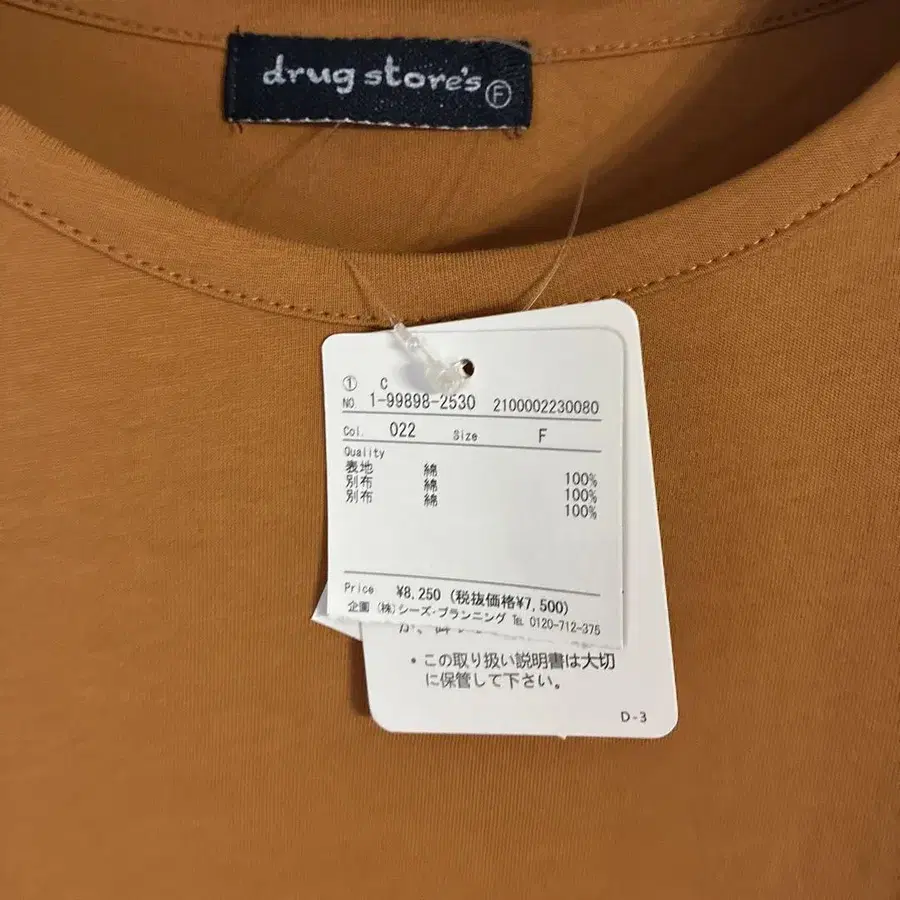 drug store's Ⓕ
① C
NO. 1-99898-2530 2100002230080
Col. 022 Size F
Quality
表地 綿 100%
別布 綿 100%
別布 綿 100%
Price ¥8,250 (税抜価格¥7,500)
企画 (株)シーズ・プランニング TEL 0120-712-375
・この取り扱い説明書は大切
に保管して下さい。
D-3